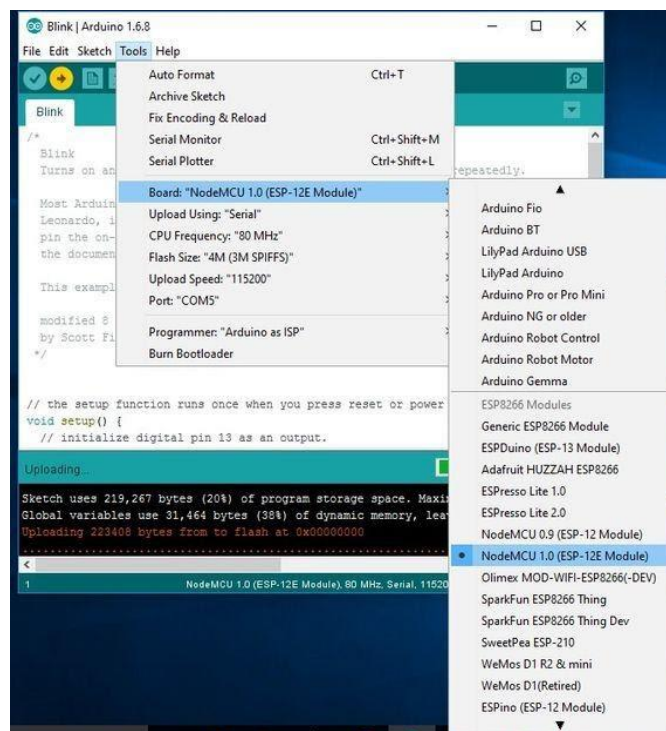 Blink | Arduino 1.6.8
File Edit Sketch Tools Help
Auto Format Ctrl+T
Archive Sketch
Fix Encoding & Reload
Serial Monitor Ctrl+Shift+M
Serial Plotter Ctrl+Shift+L
Board: "NodeMCU 1.0 (ESP-12E Module)"
Upload Using: "Serial"
CPU Frequency: "80 MHz"
Flash Size: "4M (3M SPIFFS)"
Upload Speed: "115200"
Port: "COM5"
Programmer: "Arduino as ISP"
Burn Bootloader
Blink
/*
Blink
Turns on an repeatedly.
Most Arduin
Leonardo, i
pin the on-
the documen
This exampl
modified 8
by Scott Fi
*/
// the setup function runs once when you press reset or power
void setup() {
// initialize digital pin 13 as an output.
Uploading...
Sketch uses 219,267 bytes (20%) of program storage space. Maxi
Global variables use 31,464 bytes (38%) of dynamic memory, lea
Uploading 223408 bytes from to flash at 0x00000000
................................................................
1 NodeMCU 1.0 (ESP-12E Module), 80 MHz, Serial, 11520
Arduino Fio
Arduino BT
LilyPad Arduino USB
LilyPad Arduino
Arduino Pro or Pro Mini
Arduino NG or older
Arduino Robot Control
Arduino Robot Motor
Arduino Gemma
ESP8266 Modules
Generic ESP8266 Module
ESPDuino (ESP-13 Module)
Adafruit HUZZAH ESP8266
ESPresso Lite 1.0
ESPresso Lite 2.0
NodeMCU 0.9 (ESP-12 Module)
NodeMCU 1.0 (ESP-12E Module)
Olimex MOD-WIFI-ESP8266(-DEV)
SparkFun ESP8266 Thing
SparkFun ESP8266 Thing Dev
SweetPea ESP-210
WeMos D1 R2 & mini
WeMos D1(Retired)
ESPino (ESP-12 Module)